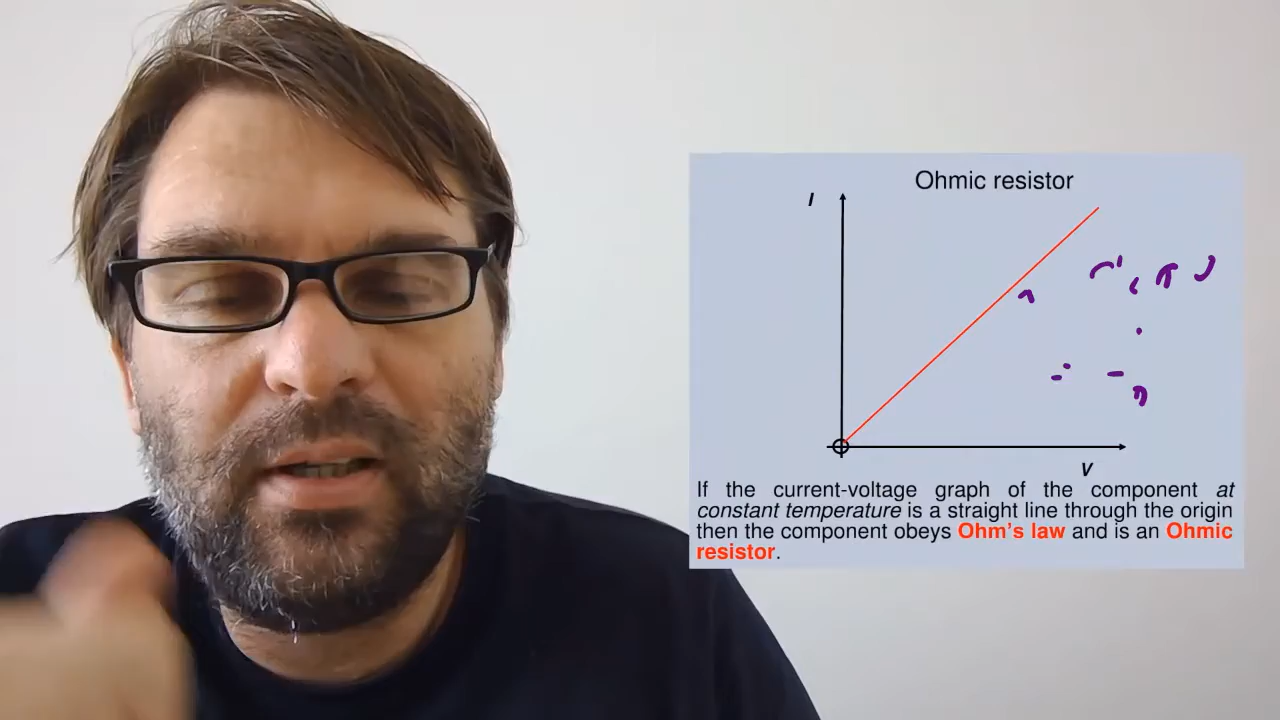 Ohmic resistor
I
V
If the current-voltage graph of the component at
constant temperature is a straight line through the origin
then the component obeys Ohm's law and is an Ohmic
resistor.